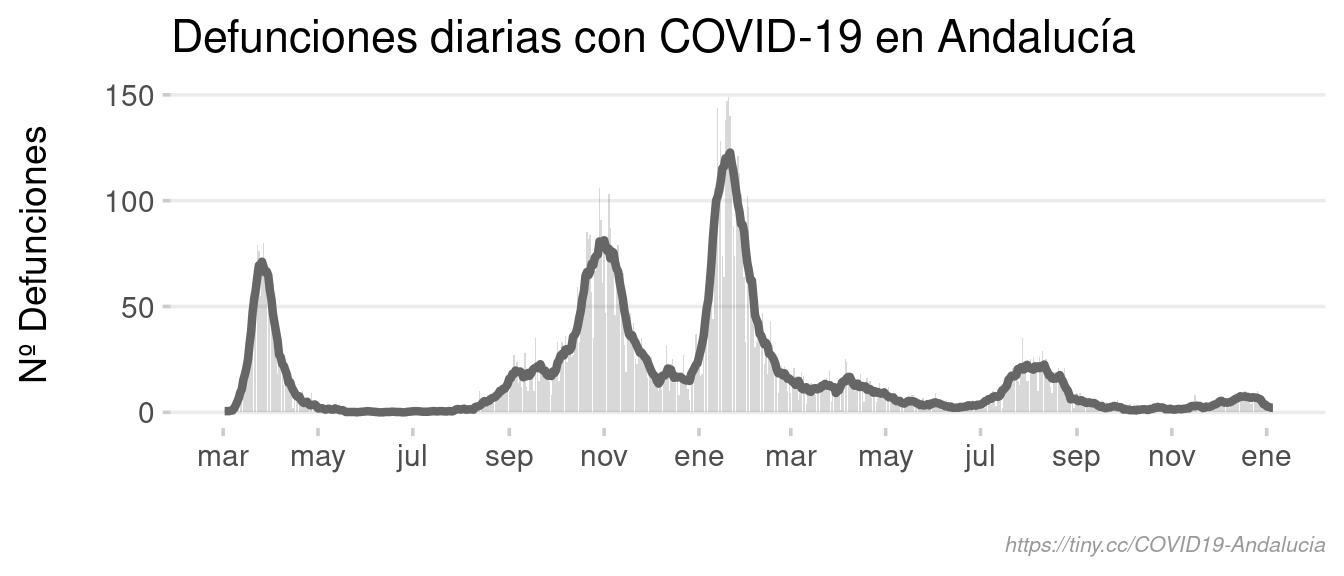 Defunciones diarias con COVID-19 en Andalucía
Nº Defunciones
150
100
50
0
mar may jul sep nov ene mar may jul sep nov ene
https://tiny.cc/COVID19-Andalucia